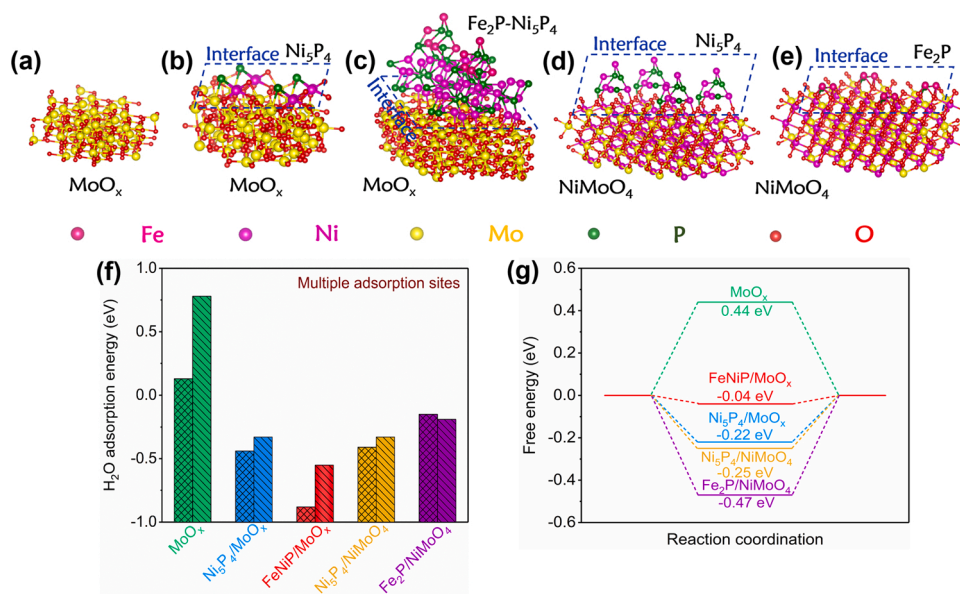 (a)
(b)
Interface
Ni₅P₄
(c)
Fe₂P-Ni₅P₄
Interface
(d)
Interface
Ni₅P₄
(e)
Interface
Fe₂P
MoOₓ
MoOₓ
MoOₓ
NiMoO₄
NiMoO₄
Fe Ni Mo P O
(f)
H₂O adsorption energy (eV)
Multiple adsorption sites
1.0
0.5
0.0
-0.5
-1.0
MoOₓ
Ni₅P₄/MoOₓ
FeNiP/MoOₓ
Ni₅P₄/NiMoO₄
Fe₂P/NiMoO₄
(g)
Free energy (eV)
0.6
0.4
0.2
0.0
-0.2
-0.4
-0.6
MoOₓ
0.44 eV
FeNiP/MoOₓ
-0.04 eV
Ni₅P₄/MoOₓ
-0.22 eV
Ni₅P₄/NiMoO₄
-0.25 eV
Fe₂P/NiMoO₄
-0.47 eV
Reaction coordination